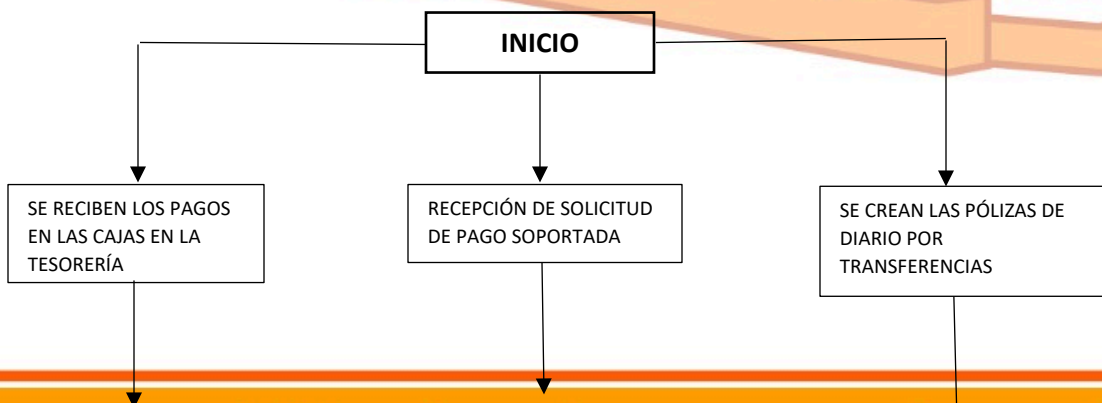 INICIO
SE RECIBEN LOS PAGOS
EN LAS CAJAS EN LA
TESORERÍA
RECEPCIÓN DE SOLICITUD
DE PAGO SOPORTADA
SE CREAN LAS PÓLIZAS DE
DIARIO POR
TRANSFERENCIAS